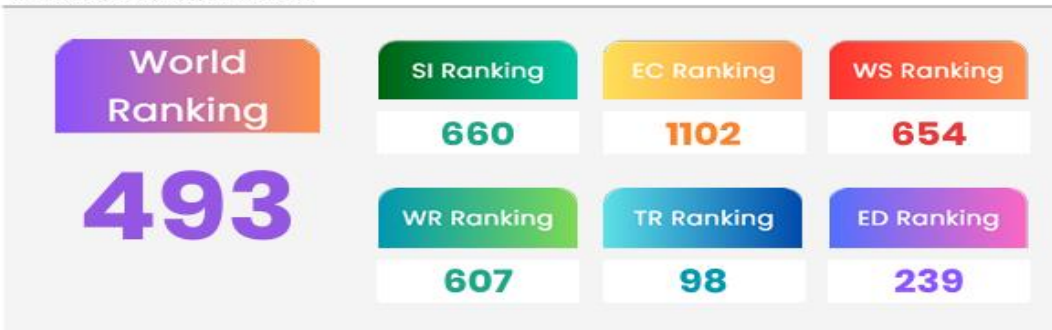 World
Ranking
493
SI Ranking
EC Ranking
WS Ranking
660
1102
654
WR Ranking
TR Ranking
ED Ranking
607
98
239